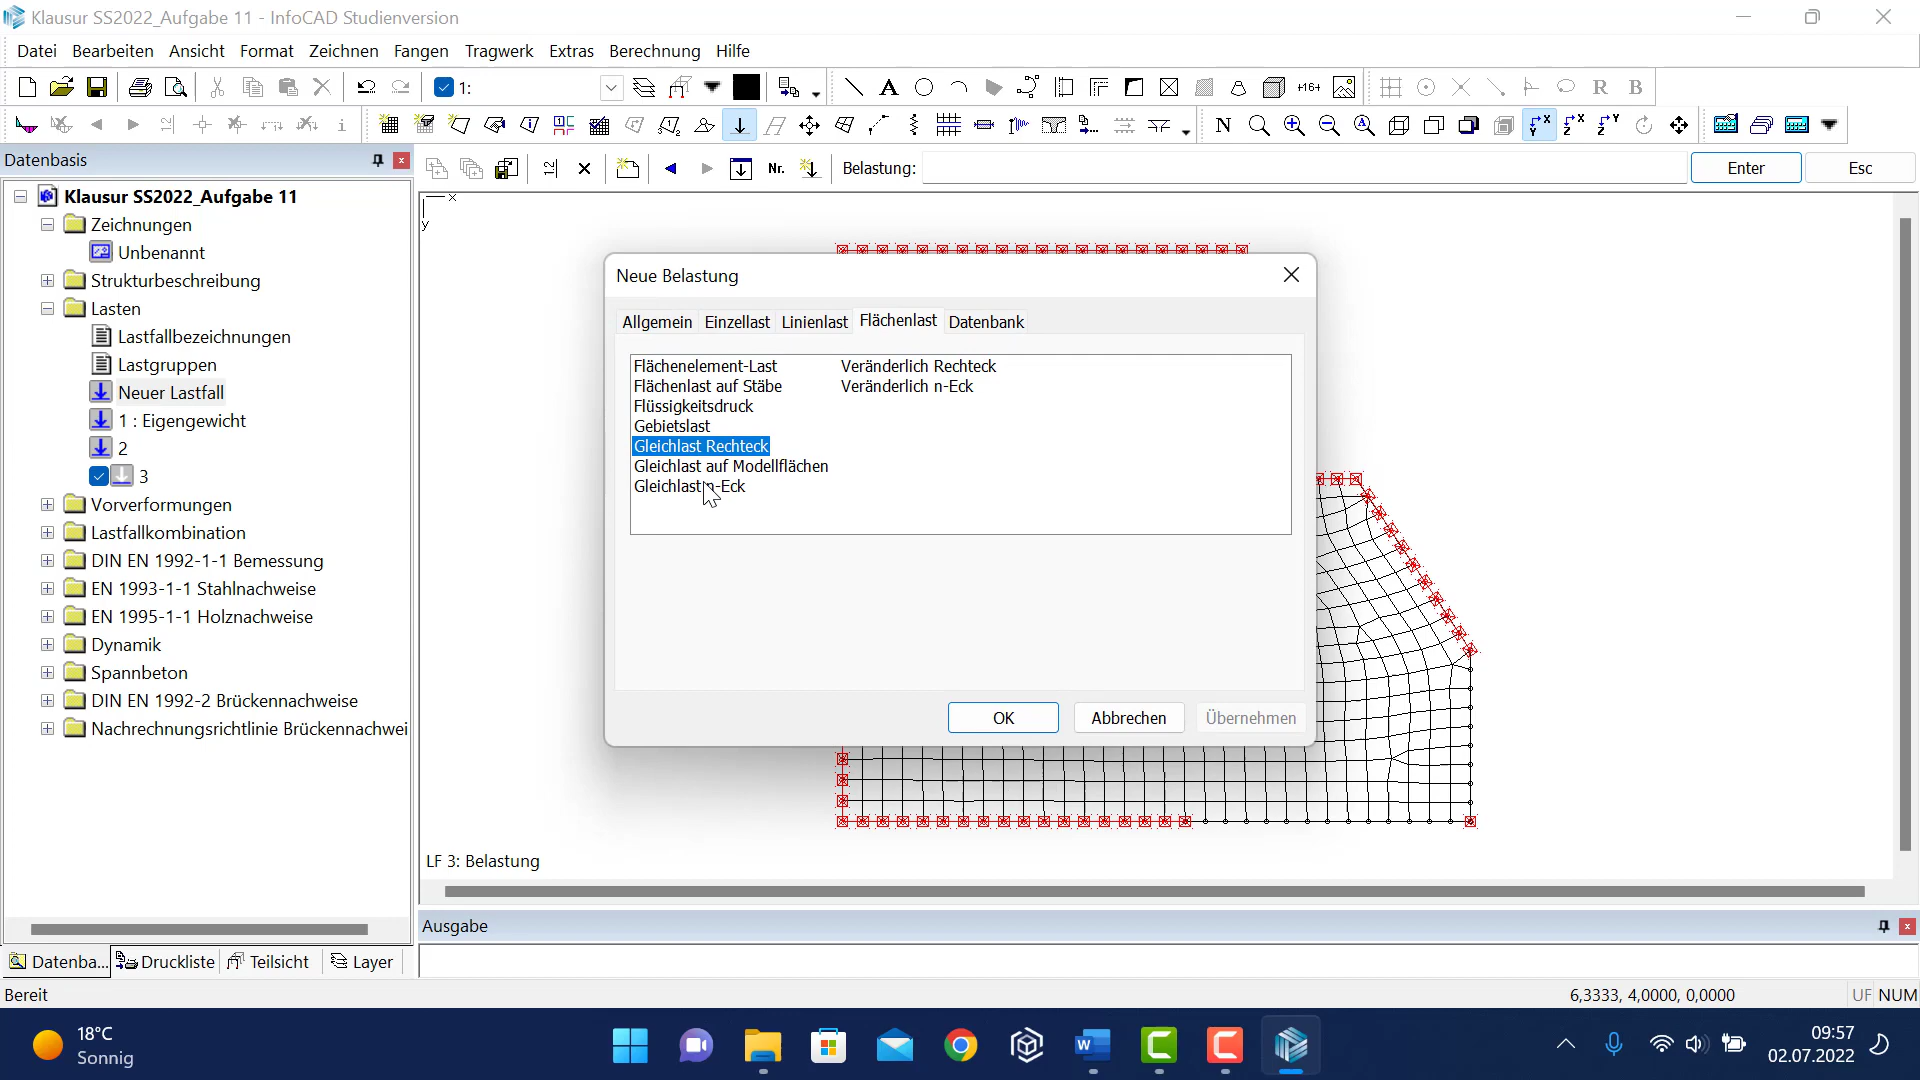 Klausur SS2022_Aufgabe 11 - InfoCAD Studienversion
Datei Bearbeiten Ansicht Format Zeichnen Fangen Tragwerk Extras Berechnung Hilfe
1:
+16+
R B
N
Datenbasis
Nr. Belastung: Enter Esc
Klausur SS2022_Aufgabe 11
Zeichnungen
Unbenannt
Strukturbeschreibung
Lasten
Lastfallbezeichnungen
Lastgruppen
Neuer Lastfall
1 : Eigengewicht
2
3
Vorverformungen
Lastfallkombination
DIN EN 1992-1-1 Bemessung
EN 1993-1-1 Stahlnachweise
EN 1995-1-1 Holznachweise
Dynamik
Spannbeton
DIN EN 1992-2 Brückennachweise
Nachrechnungsrichtlinie Brückennachwei
Datenba... Druckliste Teilsicht Layer
x
y
Neue Belastung
Allgemein Einzellast Linienlast Flächenlast Datenbank
Flächenelement-Last Veränderlich Rechteck
Flächenlast auf Stäbe Veränderlich n-Eck
Flüssigkeitsdruck
Gebietslast
Gleichlast Rechteck
Gleichlast auf Modellflächen
Gleichlast n-Eck
OK Abbrechen Übernehmen
LF 3: Belastung
Ausgabe
Bereit 6,3333, 4,0000, 0,0000 UF NUM
18°C
Sonnig
09:57
02.07.2022